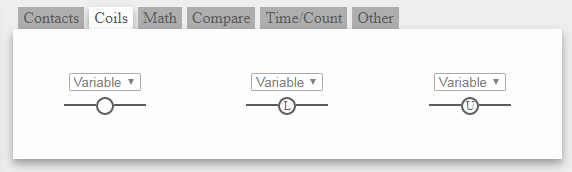 Contacts Coils Math Compare Time/Count Other
Variable Variable Variable
L U